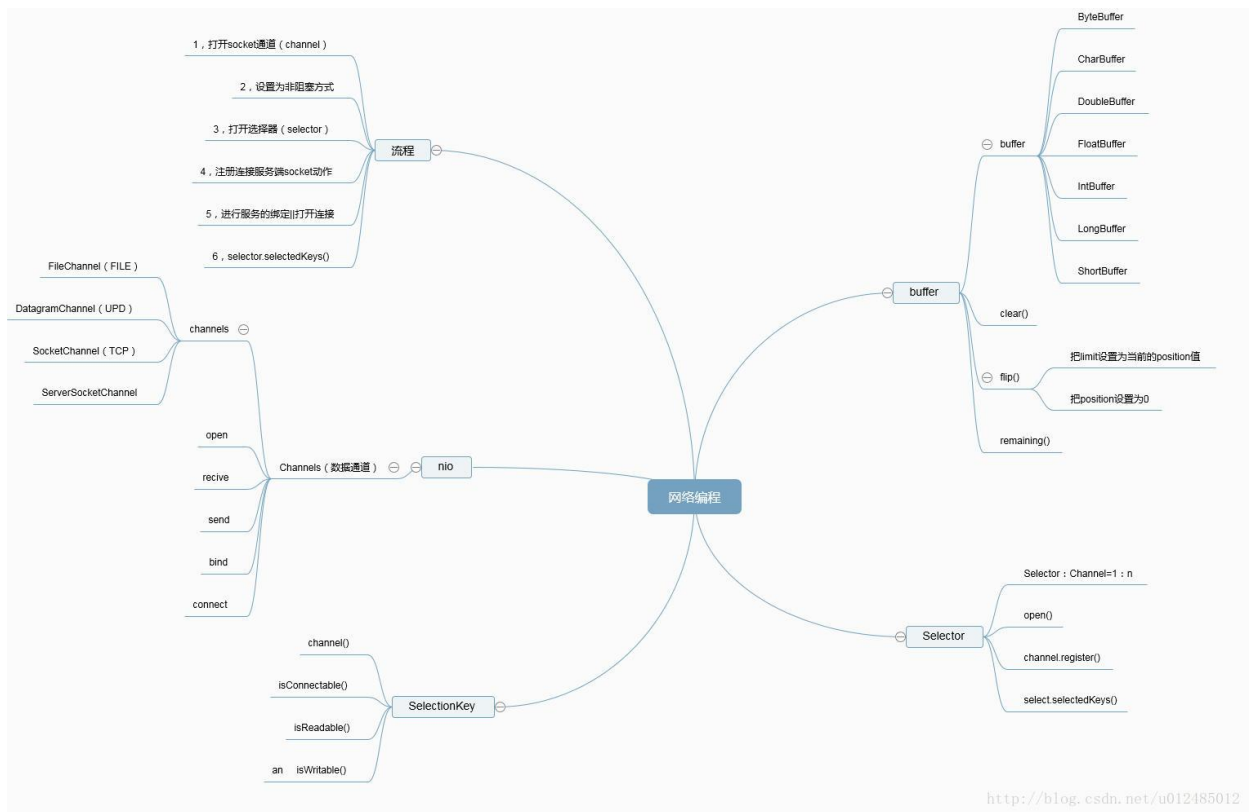 网络编程
流程
1，打开socket通道（channel）
2，设置为非阻塞方式
3，打开选择器（selector）
4，注册连接服务端socket动作
5，进行服务的绑定||打开连接
6，selector.selectedKeys()
nio
Channels（数据通道）
channels
FileChannel（FILE）
DatagramChannel（UPD）
SocketChannel（TCP）
ServerSocketChannel
open
recive
send
bind
connect
SelectionKey
channel()
isConnectable()
isReadable()
an isWritable()
buffer
buffer
ByteBuffer
CharBuffer
DoubleBuffer
FloatBuffer
IntBuffer
LongBuffer
ShortBuffer
clear()
flip()
把limit设置为当前的position值
把position设置为0
remaining()
Selector
Selector：Channel=1：n
open()
channel.register()
select.selectedKeys()
http://blog.csdn.net/u012485012